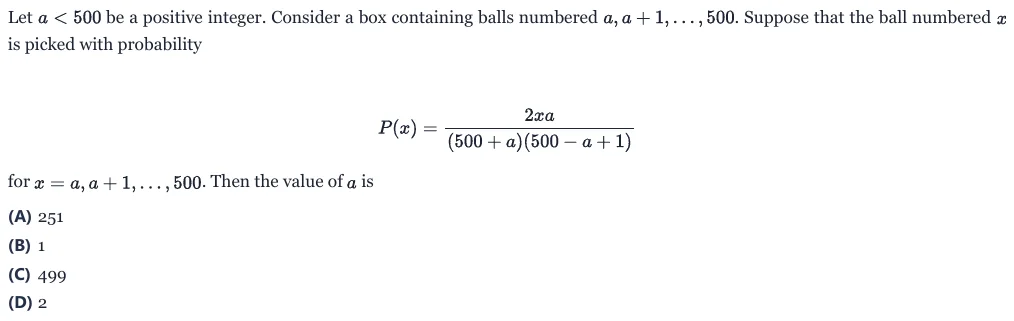 Let a < 500 be a positive integer. Consider a box containing balls numbered a, a + 1, . . . , 500. Suppose that the ball numbered x
is picked with probability
P(x) = 2xa / (500 + a)(500 − a + 1)
for x = a, a + 1, . . . , 500. Then the value of a is
(A) 251
(B) 1
(C) 499
(D) 2